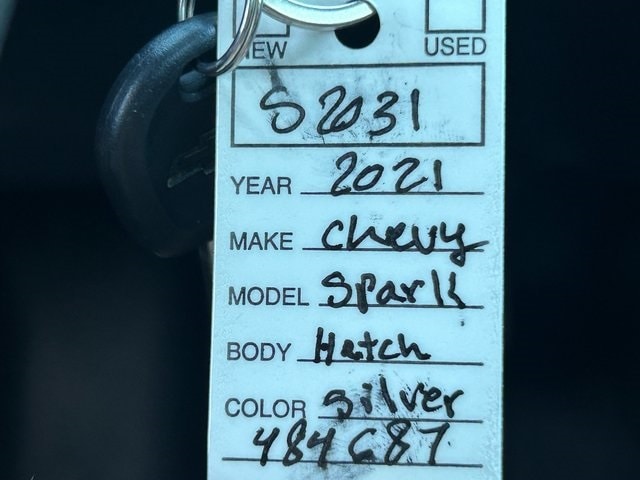 NEW USED
S2031
YEAR 2021
MAKE Chevy
MODEL Spark
BODY Hatch
COLOR Silver
484687